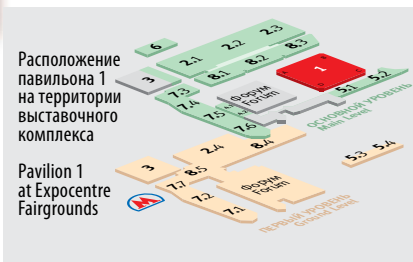 Расположение
павильона 1
на территории
выставочного
комплекса
Pavilion 1
at Expocentre
Fairgrounds
6
2.1 2.2 2.3
8.1 8.2 8.3
3
7.3
7.4
7.5
7.6
Форум
Forum
1
5.1 5.2
ОСНОВНОЙ УРОВЕНЬ
Main Level
2.4 8.4
3
8.5
7.7
7.2
7.1
Форум
Forum
5.3 5.4
ПЕРВЫЙ УРОВЕНЬ
Ground Level
М